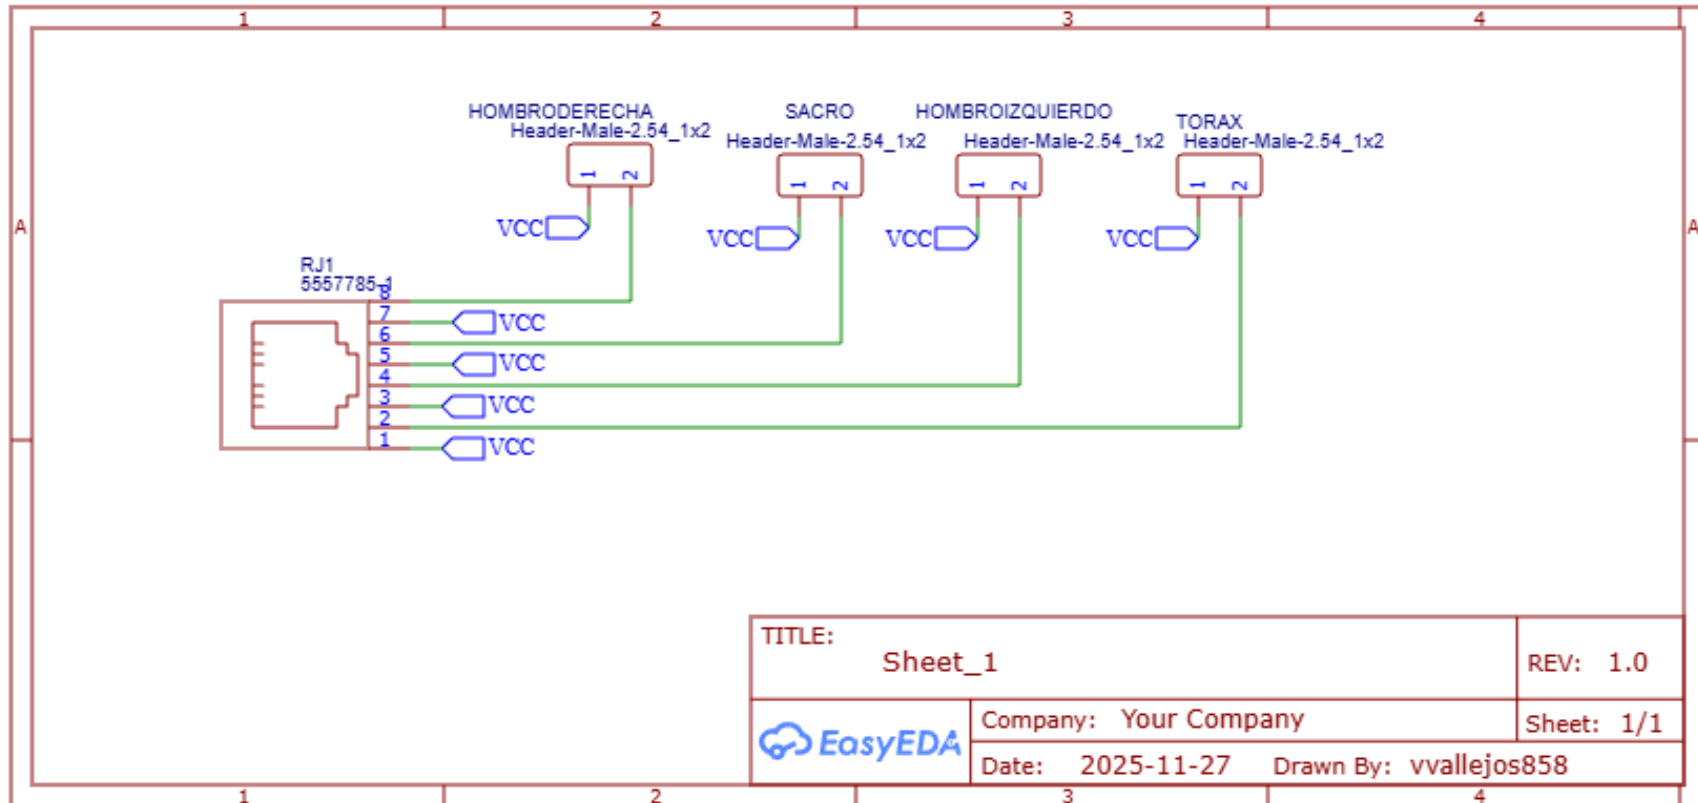 1 2 3 4
HOMBRODERECHA
Header-Male-2.54_1x2
1 2
SACRO
Header-Male-2.54_1x2
1 2
HOMBROIZQUIERDO
Header-Male-2.54_1x2
1 2
TORAX
Header-Male-2.54_1x2
1 2
A A
VCC VCC VCC VCC
RJ1
5557785-1
8
7 VCC
6
5 VCC
4
3 VCC
2
1 VCC
TITLE:
Sheet_1
REV: 1.0
EasyEDA
Company: Your Company
Sheet: 1/1
Date: 2025-11-27 Drawn By: vvallejos858
1 2 3 4